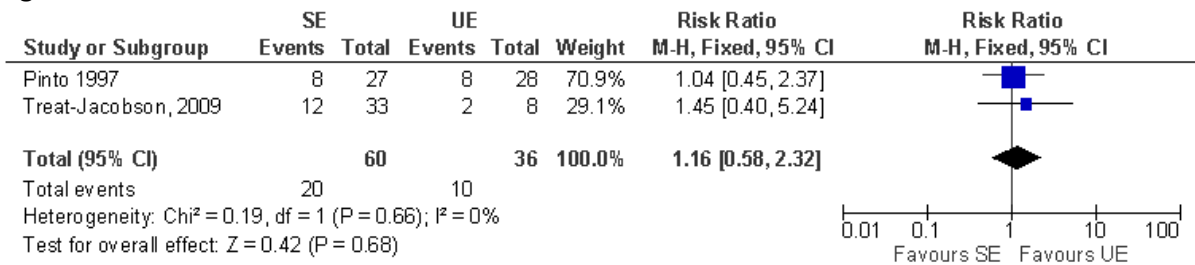 SE UE Risk Ratio Risk Ratio
Study or Subgroup Events Total Events Total Weight M-H, Fixed, 95% CI M-H, Fixed, 95% CI
Pinto 1997 8 27 8 28 70.9% 1.04 [0.45, 2.37]
Treat-Jacobson, 2009 12 33 2 8 29.1% 1.45 [0.40, 5.24]
Total (95% CI) 60 36 100.0% 1.16 [0.58, 2.32]
Total events 20 10
Heterogeneity: Chi² = 0.19, df = 1 (P = 0.66); I² = 0%
Test for overall effect: Z = 0.42 (P = 0.68)
0.01 0.1 1 10 100
Favours SE Favours UE